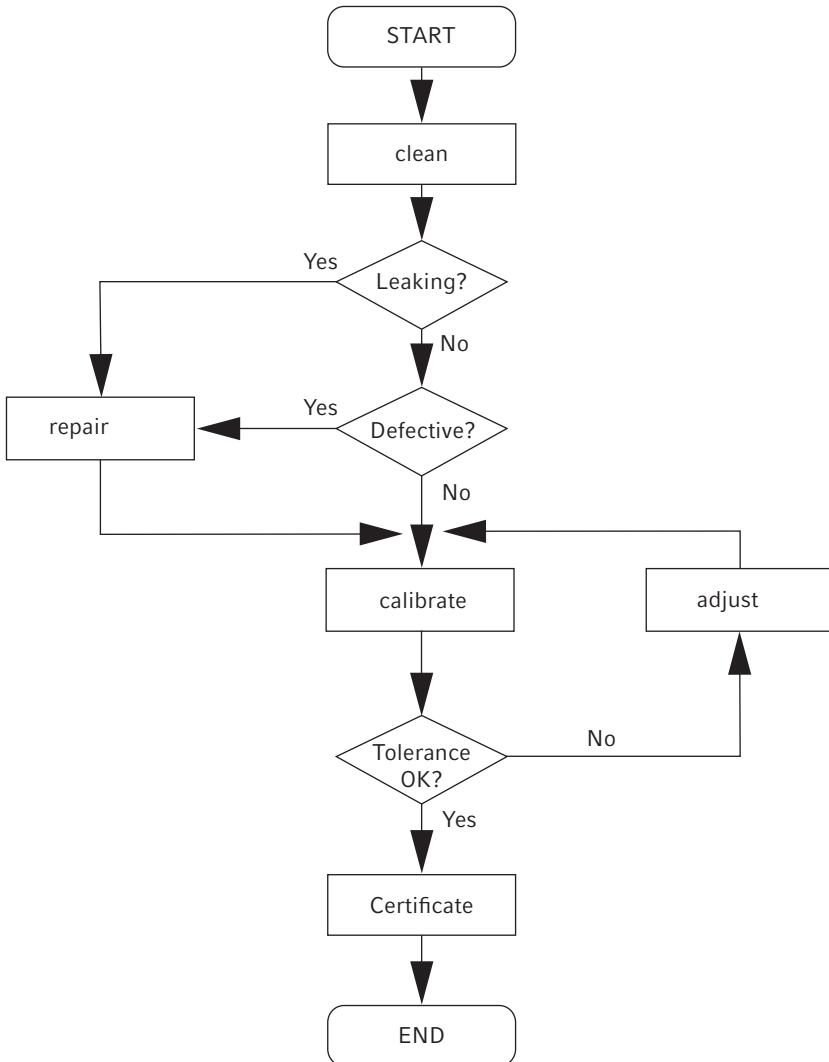 START
clean
Yes
Leaking?
No
Yes
repair
Defective?
No
calibrate
adjust
Tolerance
OK?
No
Yes
Certificate
END